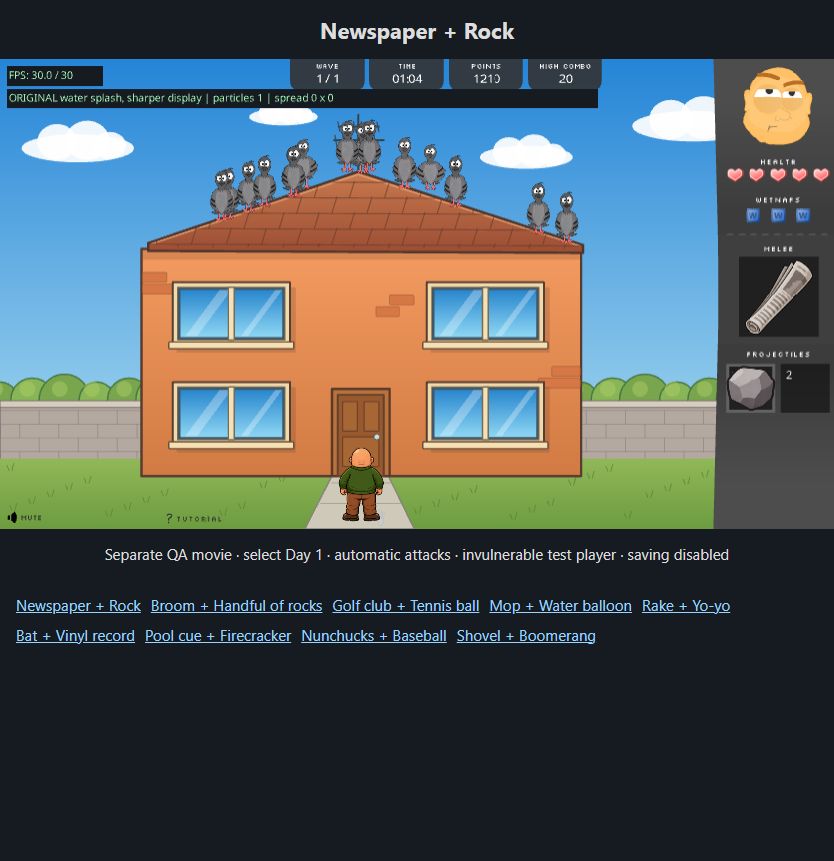 Newspaper + Rock
FPS: 30.0 / 30
WAVE
1 / 1
TIME
01:04
POINTS
1210
HIGH COMBO
20
ORIGINAL water splash, sharper display | particles 1 | spread 0 x 0
HEALTH
WETNAPS
W W W
MELEE
PROJECTILES
2
MUTE
? TUTORIAL
Separate QA movie · select Day 1 · automatic attacks · invulnerable test player · saving disabled
Newspaper + Rock Broom + Handful of rocks Golf club + Tennis ball Mop + Water balloon Rake + Yo-yo
Bat + Vinyl record Pool cue + Firecracker Nunchucks + Baseball Shovel + Boomerang